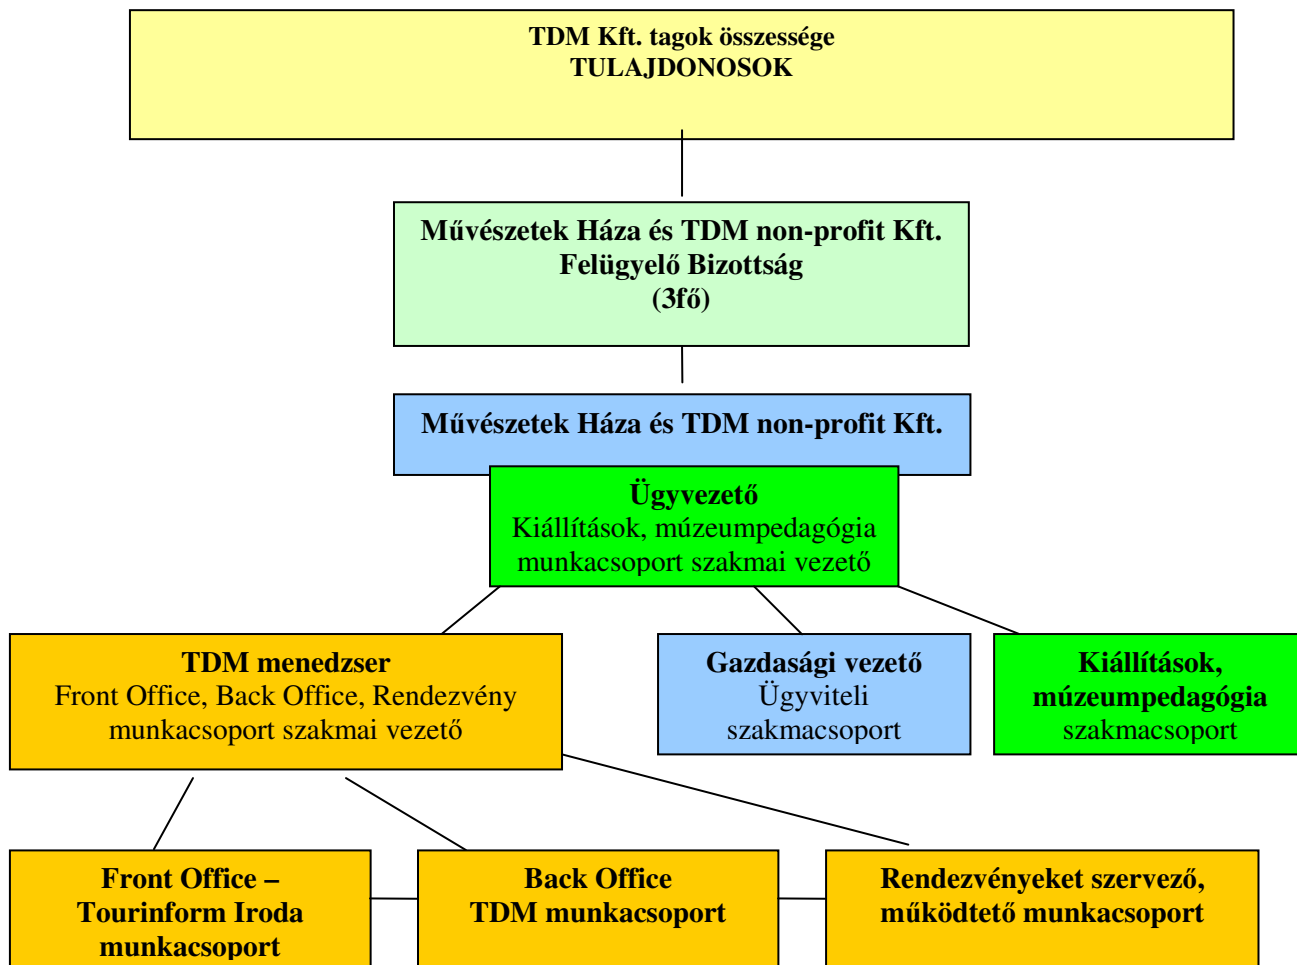 TDM Kft. tagok összessége
TULAJDONOSOK
Művészetek Háza és TDM non-profit Kft.
Felügyelő Bizottság
(3fő)
Művészetek Háza és TDM non-profit Kft.
Ügyvezető
Kiállítások, múzeumpedagógia
munkacsoport szakmai vezető
TDM menedzser
Front Office, Back Office, Rendezvény
munkacsoport szakmai vezető
Gazdasági vezető
Ügyviteli
szakmacsoport
Kiállítások,
múzeumpedagógia
szakmacsoport
Front Office –
Tourinform Iroda
munkacsoport
Back Office
TDM munkacsoport
Rendezvényeket szervező,
működtető munkacsoport